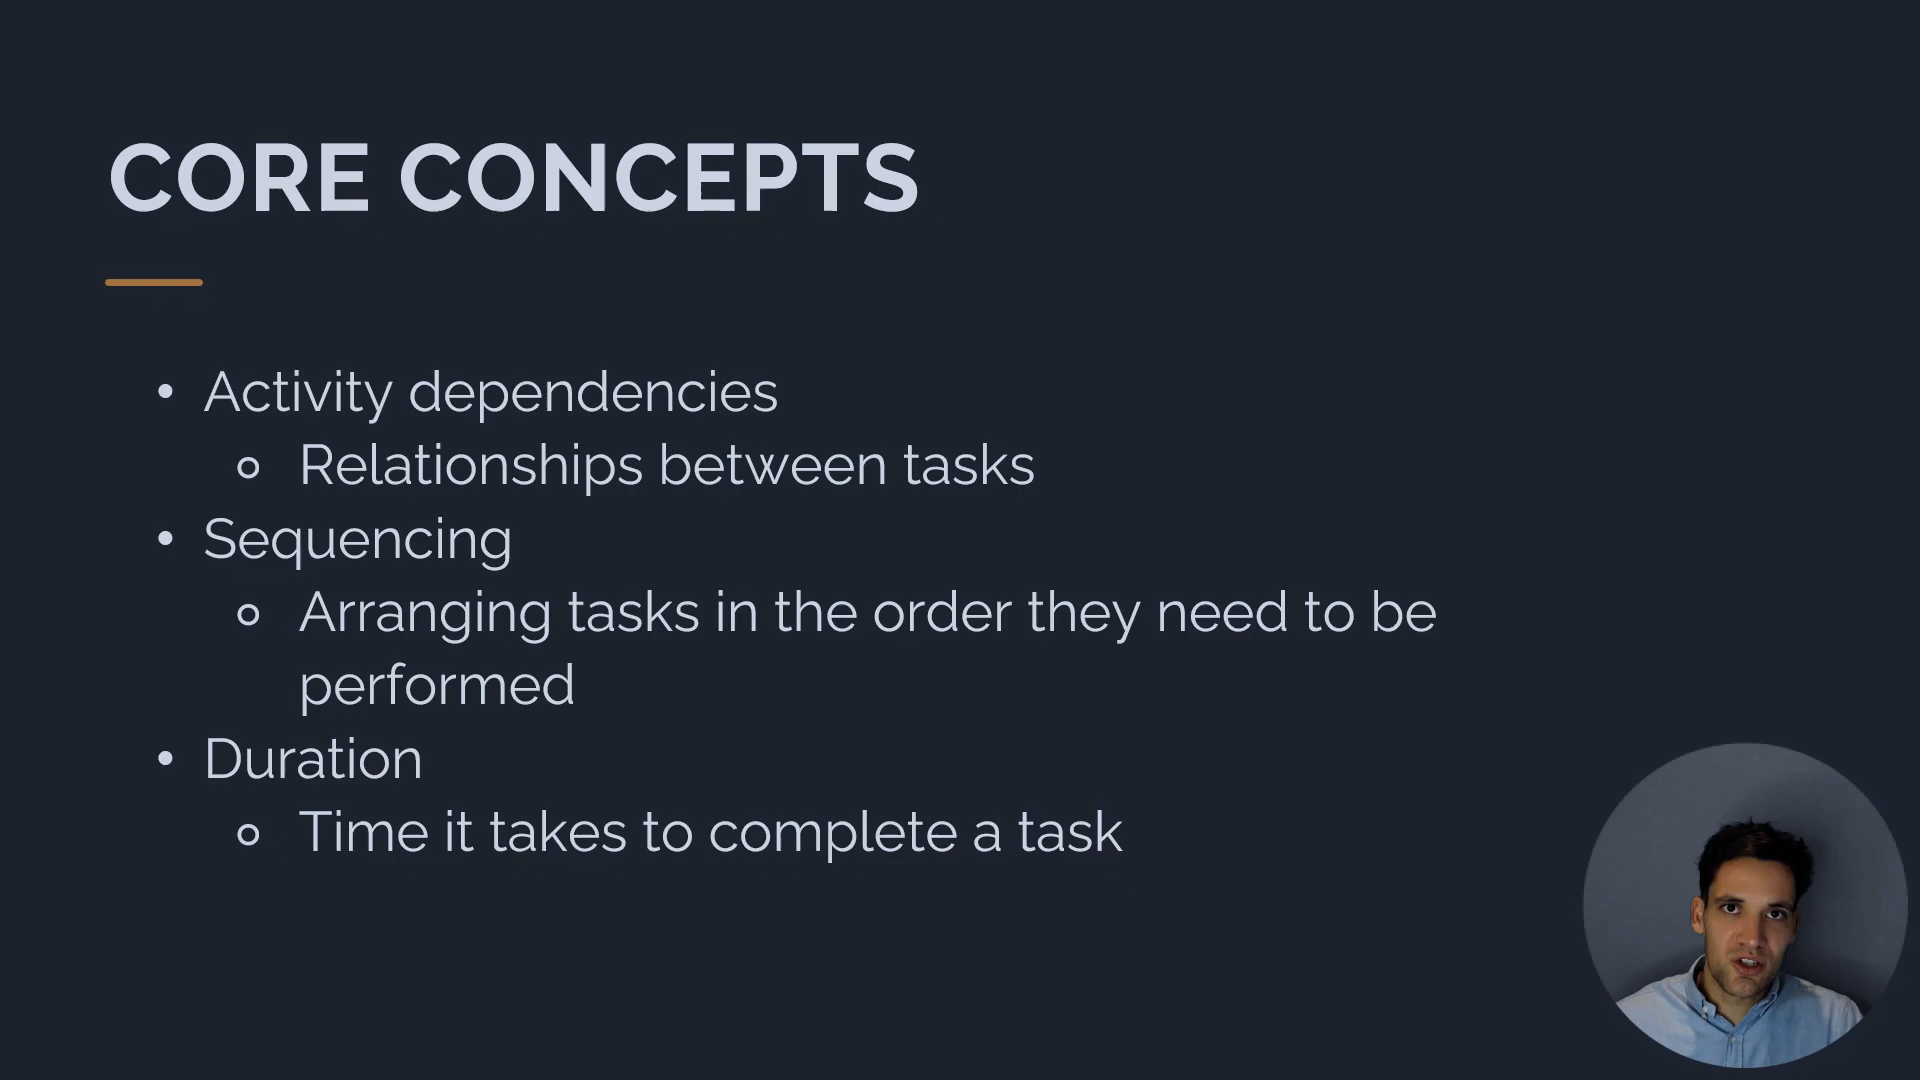 CORE CONCEPTS
• Activity dependencies
○ Relationships between tasks
• Sequencing
○ Arranging tasks in the order they need to be
performed
• Duration
○ Time it takes to complete a task